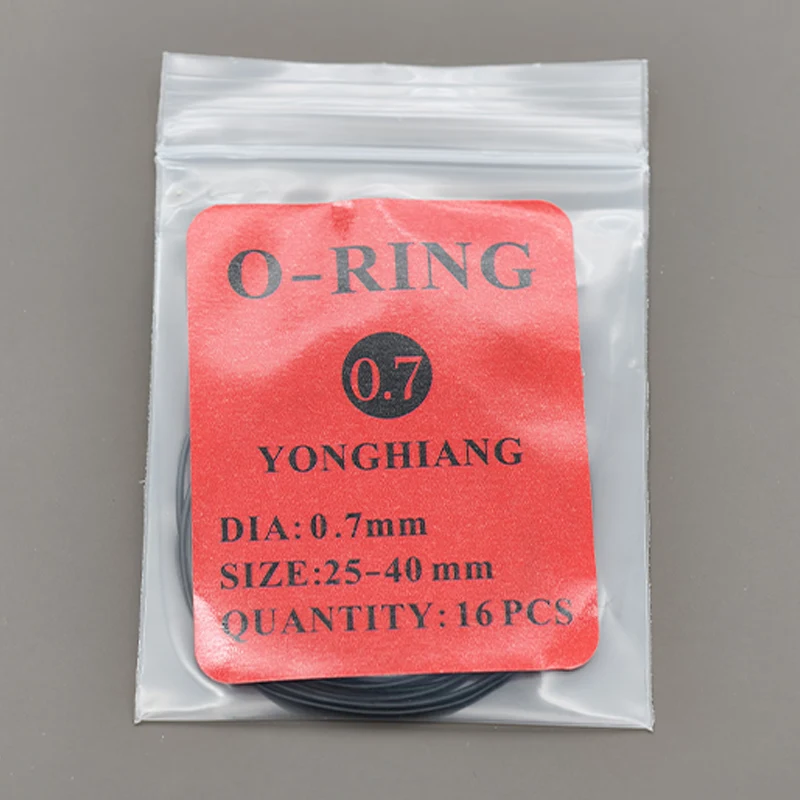 O-RING
0.7
YONGHIANG
DIA: 0.7mm
SIZE:25-40 mm
QUANTITY: 16 PCS